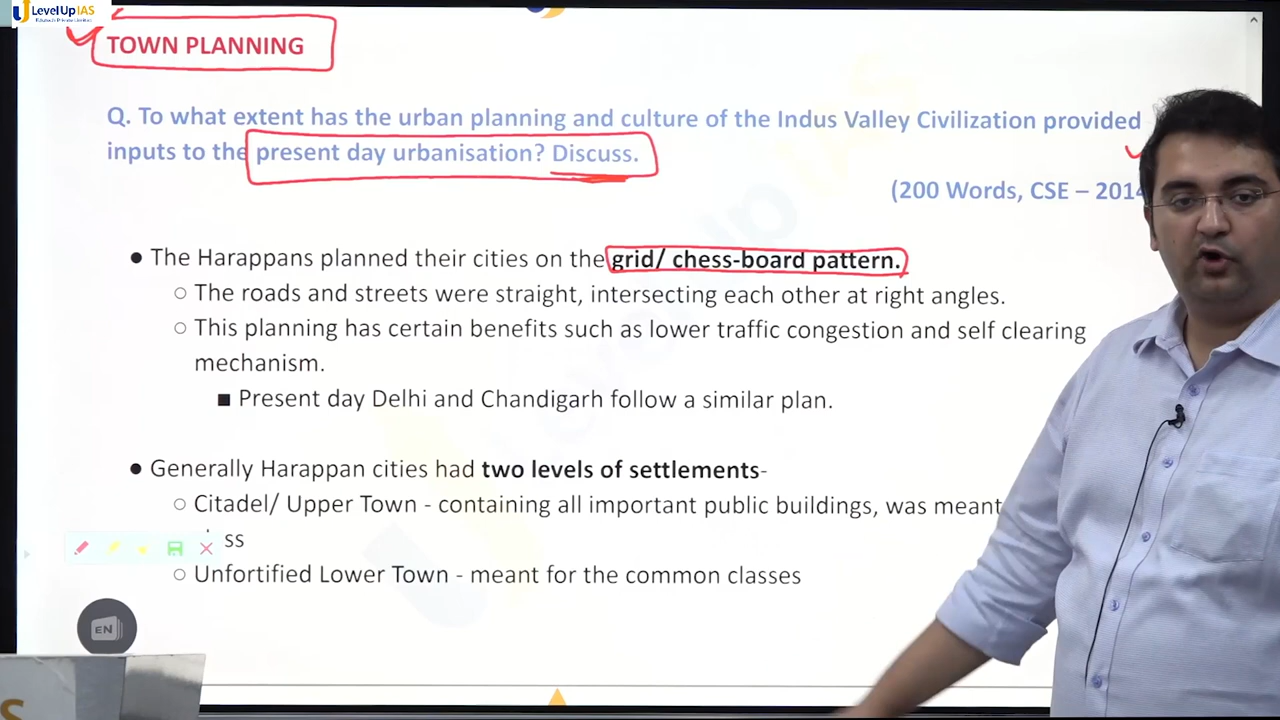 LevelUp IAS
TOWN PLANNING
Q. To what extent has the urban planning and culture of the Indus Valley Civilization provided
inputs to the present day urbanisation? Discuss.
(200 Words, CSE – 2014
● The Harappans planned their cities on the grid/ chess-board pattern.
○ The roads and streets were straight, intersecting each other at right angles.
○ This planning has certain benefits such as lower traffic congestion and self clearing
mechanism.
■ Present day Delhi and Chandigarh follow a similar plan.
● Generally Harappan cities had two levels of settlements-
○ Citadel/ Upper Town - containing all important public buildings, was meant
ss
○ Unfortified Lower Town - meant for the common classes
EN
S